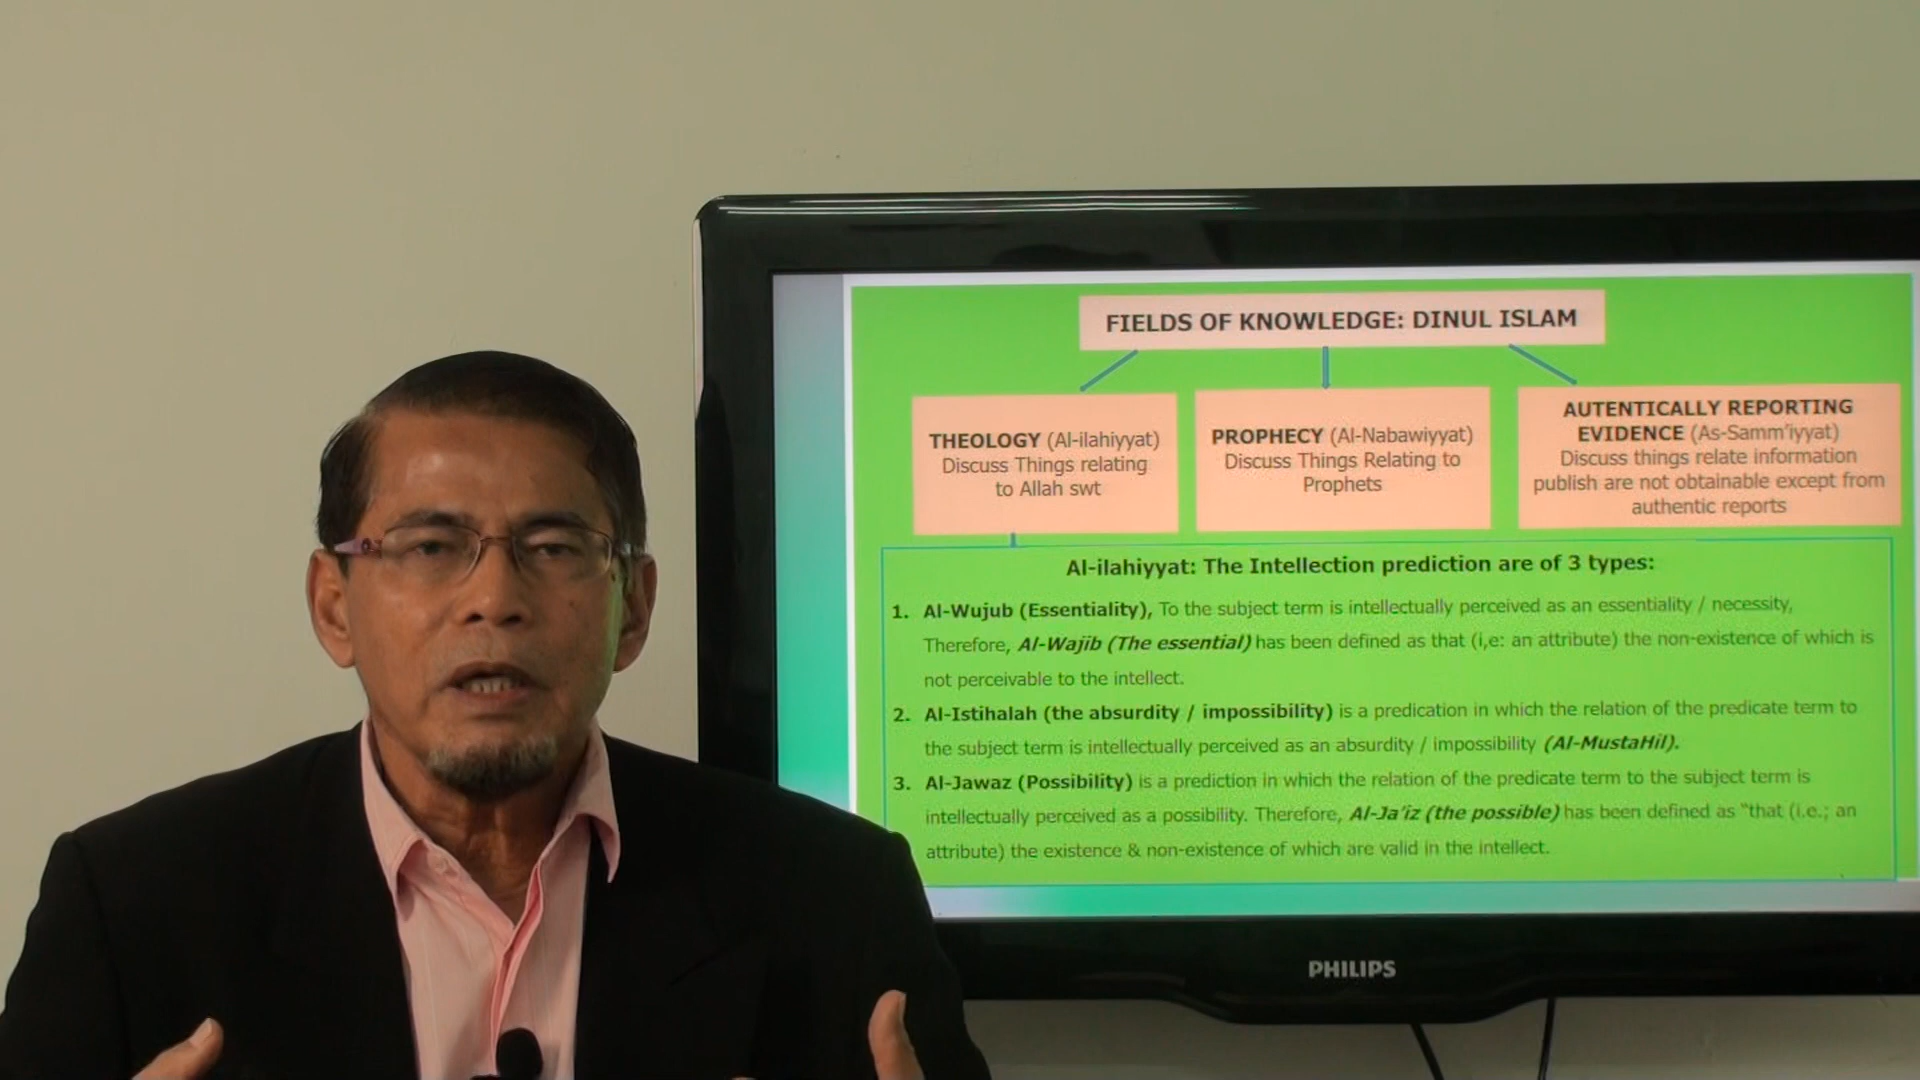 FIELDS OF KNOWLEDGE: DINUL ISLAM
THEOLOGY (Al-ilahiyyat)
Discuss Things relating
to Allah swt
PROPHECY (Al-Nabawiyyat)
Discuss Things Relating to
Prophets
AUTENTICALLY REPORTING
EVIDENCE (As-Samm'iyyat)
Discuss things relate information
publish are not obtainable except from
authentic reports
Al-ilahiyyat: The Intellection prediction are of 3 types:
1. Al-Wujub (Essentiality), To the subject term is intellectually perceived as an essentiality / necessity,
Therefore, Al-Wajib (The essential) has been defined as that (i,e: an attribute) the non-existence of which is
not perceivable to the intellect.
2. Al-Istihalah (the absurdity / impossibility) is a predication in which the relation of the predicate term to
the subject term is intellectually perceived as an absurdity / impossibility (Al-MustaHil).
3. Al-Jawaz (Possibility) is a prediction in which the relation of the predicate term to the subject term is
intellectually perceived as a possibility. Therefore, Al-Ja'iz (the possible) has been defined as "that (i.e.; an
attribute) the existence & non-existence of which are valid in the intellect.
PHILIPS